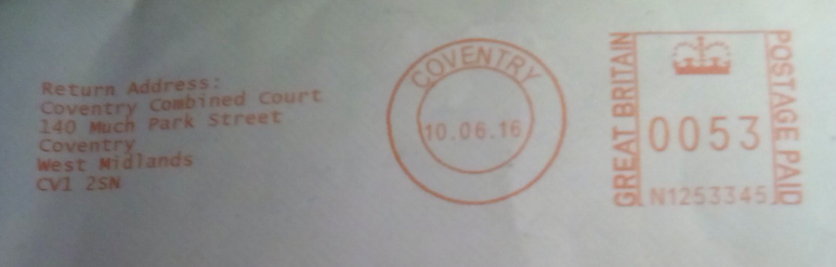 Return Address:
Coventry Combined Court
140 Much Park Street
Coventry
West Midlands
CV1 2SN
COVENTRY
10.06.16
GREAT BRITAIN
0053
N1253345
POSTAGE PAID